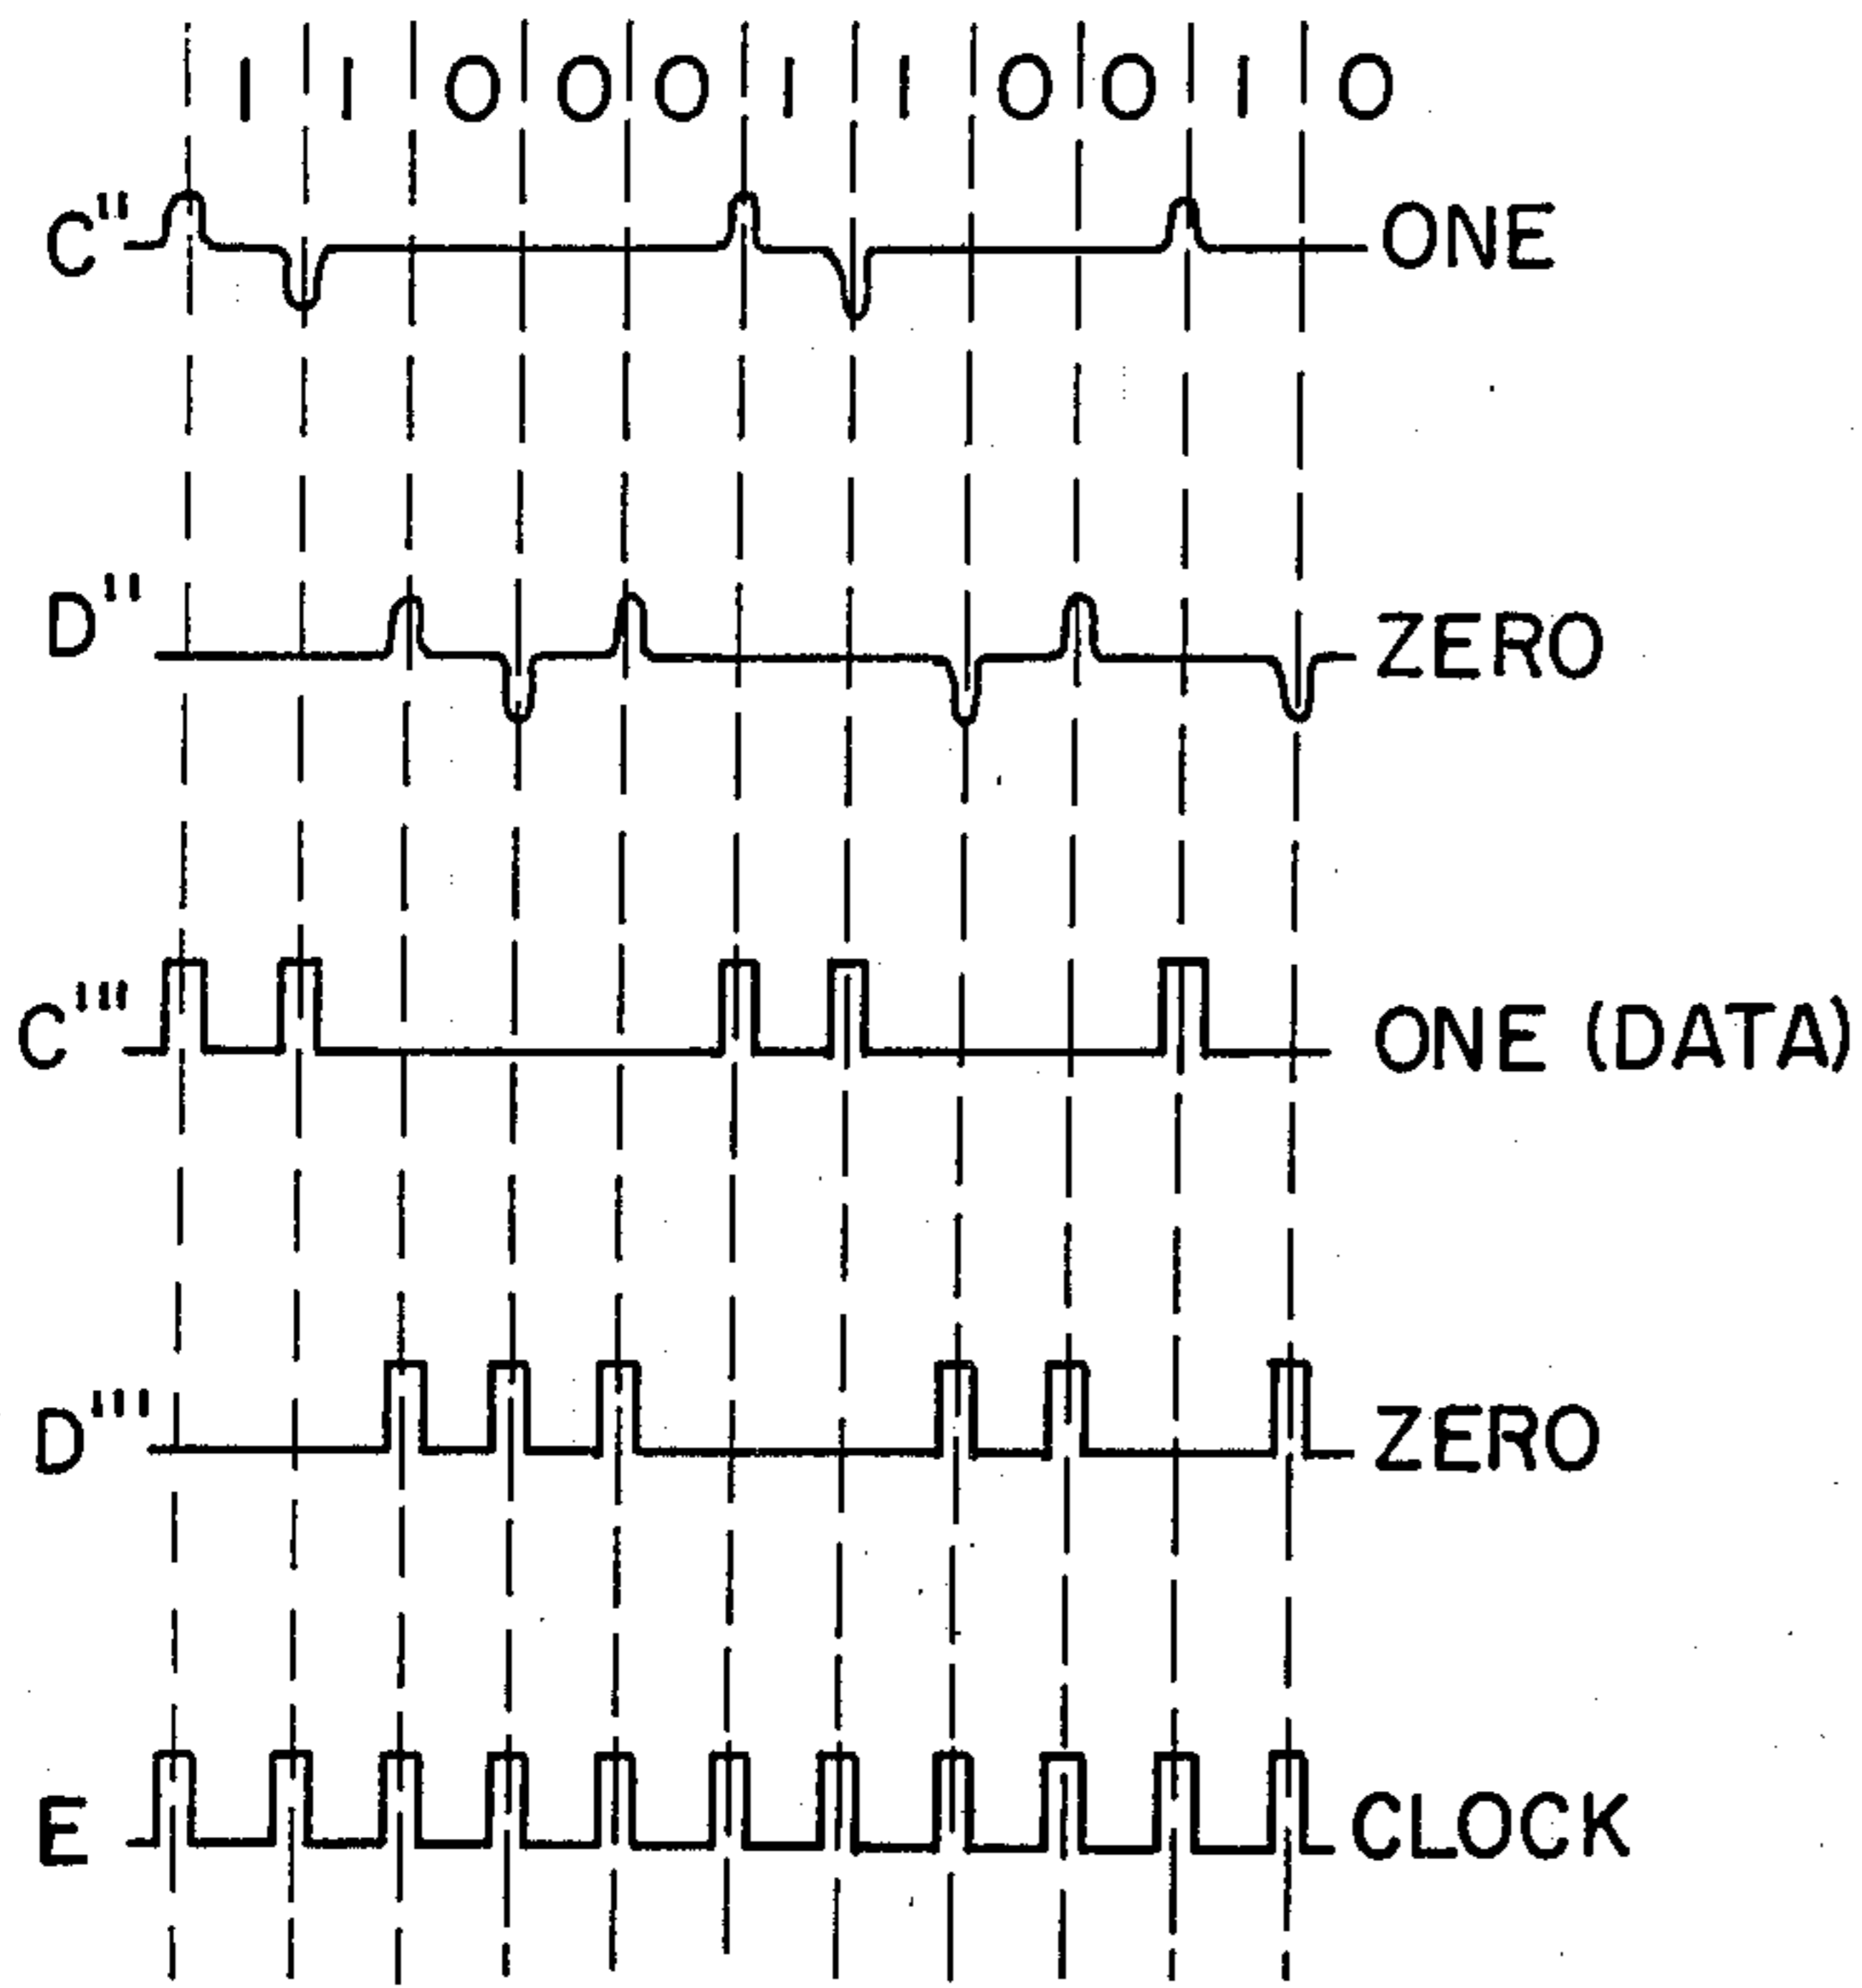 1 1 0 0 0 1 1 0 0 1 0
C" ONE
D" ZERO
C''' ONE (DATA)
D''' ZERO
E CLOCK